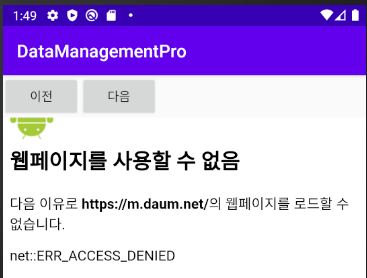 1:49
DataManagementPro
이전 다음
웹페이지를 사용할 수 없음
다음 이유로 https://m.daum.net/의 웹페이지를 로드할 수
없습니다.
net::ERR_ACCESS_DENIED